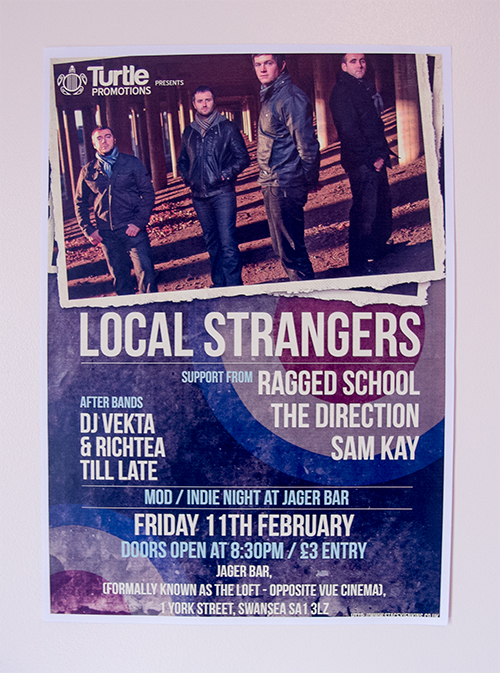 Turtle
PROMOTIONS
PRESENTS
LOCAL STRANGERS
SUPPORT FROM RAGGED SCHOOL
THE DIRECTION
SAM KAY
AFTER BANDS
DJ VEKTA
& RICHTEA
TILL LATE
MOD / INDIE NIGHT AT JAGER BAR
FRIDAY 11TH FEBRUARY
DOORS OPEN AT 8:30PM / £3 ENTRY
JAGER BAR,
(FORMALLY KNOWN AS THE LOFT - OPPOSITE VUE CINEMA),
1 YORK STREET, SWANSEA SA1 3LZ